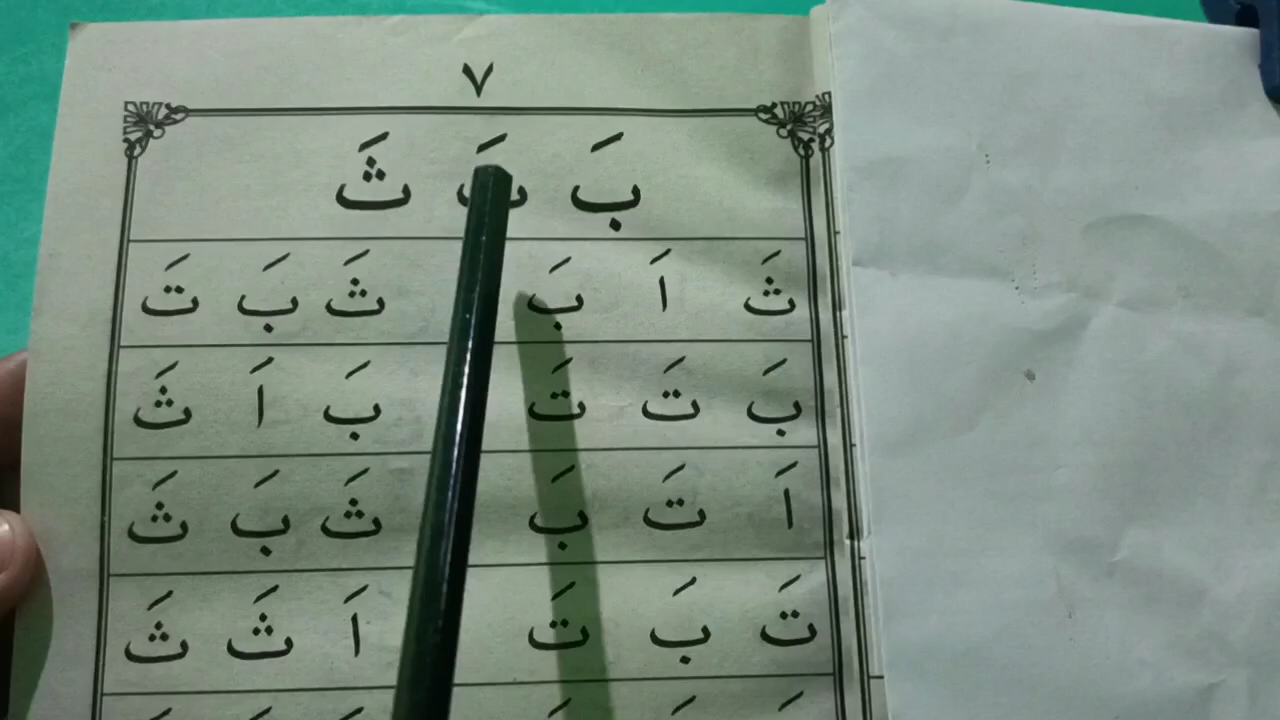 ٧
بَ تَ ثَ
ثَ اَ بَ ثَ بَ تَ
بَ تَ تَ بَ اَ ثَ
اَ تَ بَ ثَ بَ ثَ
تَ بَ تَ اَ ثَ ثَ